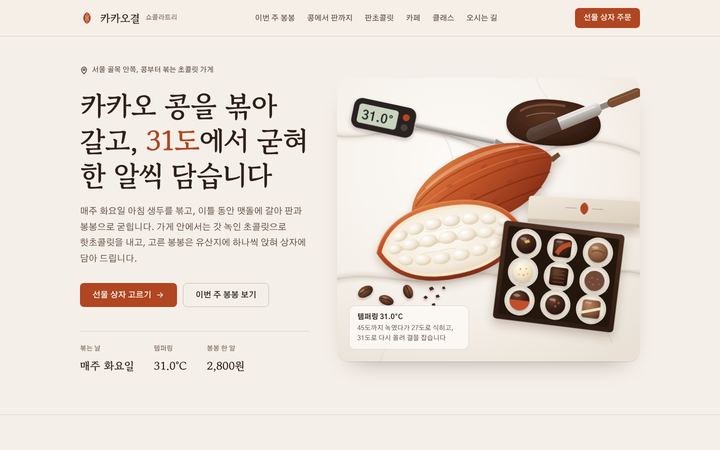 카카오결 쇼콜라트리
이번 주 봉봉
콩에서 판까지
판초콜릿
카페
클래스
오시는 길
선물 상자 주문
서울 골목 안쪽, 콩부터 볶는 초콜릿 가게
카카오 콩을 볶아
갈고, 31도에서 굳혀
한 알씩 담습니다
매주 화요일 아침 생두를 볶고, 이틀 동안 맷돌에 갈아 판과
봉봉으로 굳힙니다. 가게 안에서는 갓 녹인 초콜릿으로
핫초콜릿을 내고, 고른 봉봉은 유산지에 하나씩 앉혀 상자에
담아 드립니다.
선물 상자 고르기 →
이번 주 봉봉 보기
볶는 날
매주 화요일
템퍼링
31.0°C
봉봉 한 알
2,800원
31.0°
템퍼링 31.0°C
45도까지 녹였다가 27도로 식히고,
31도로 다시 올려 결을 잡습니다